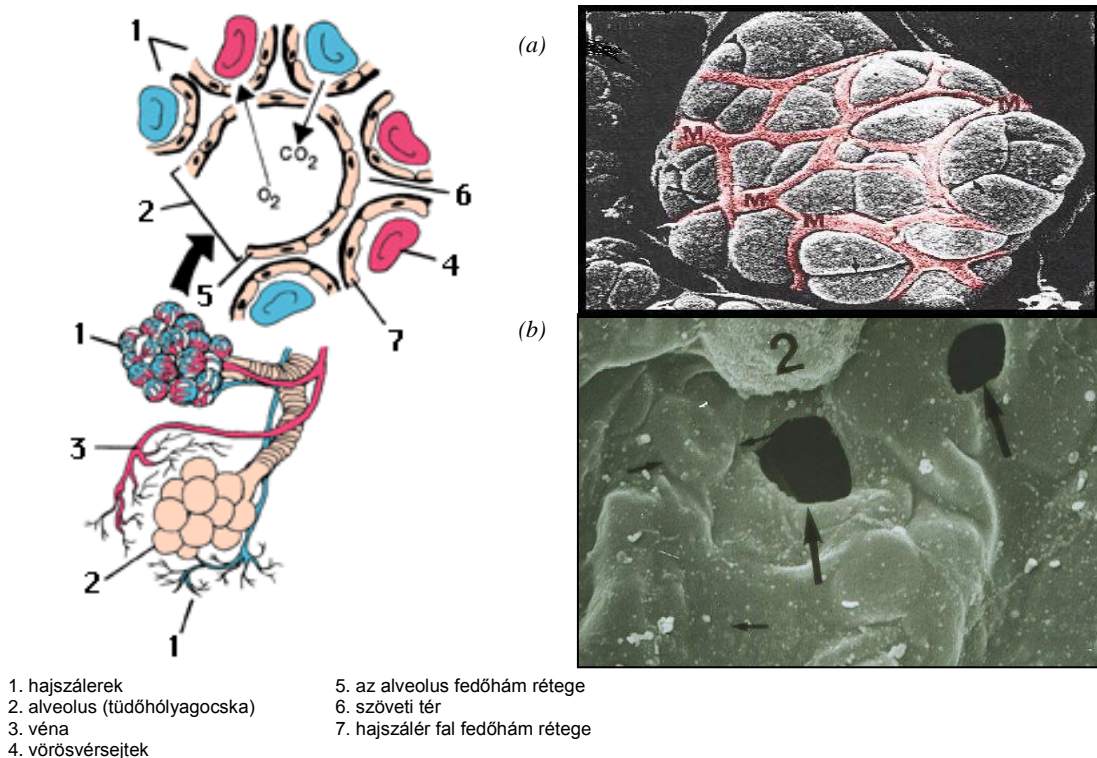 1
(a)
CO2
O2
2
6
4
5
7
1
(b)
3
2
1
M
M
M
M
2
1. hajszálerek
2. alveolus (tüdőhólyagocska)
3. véna
4. vörösvérsejtek
5. az alveolus fedőhám rétege
6. szöveti tér
7. hajszálér fal fedőhám rétege